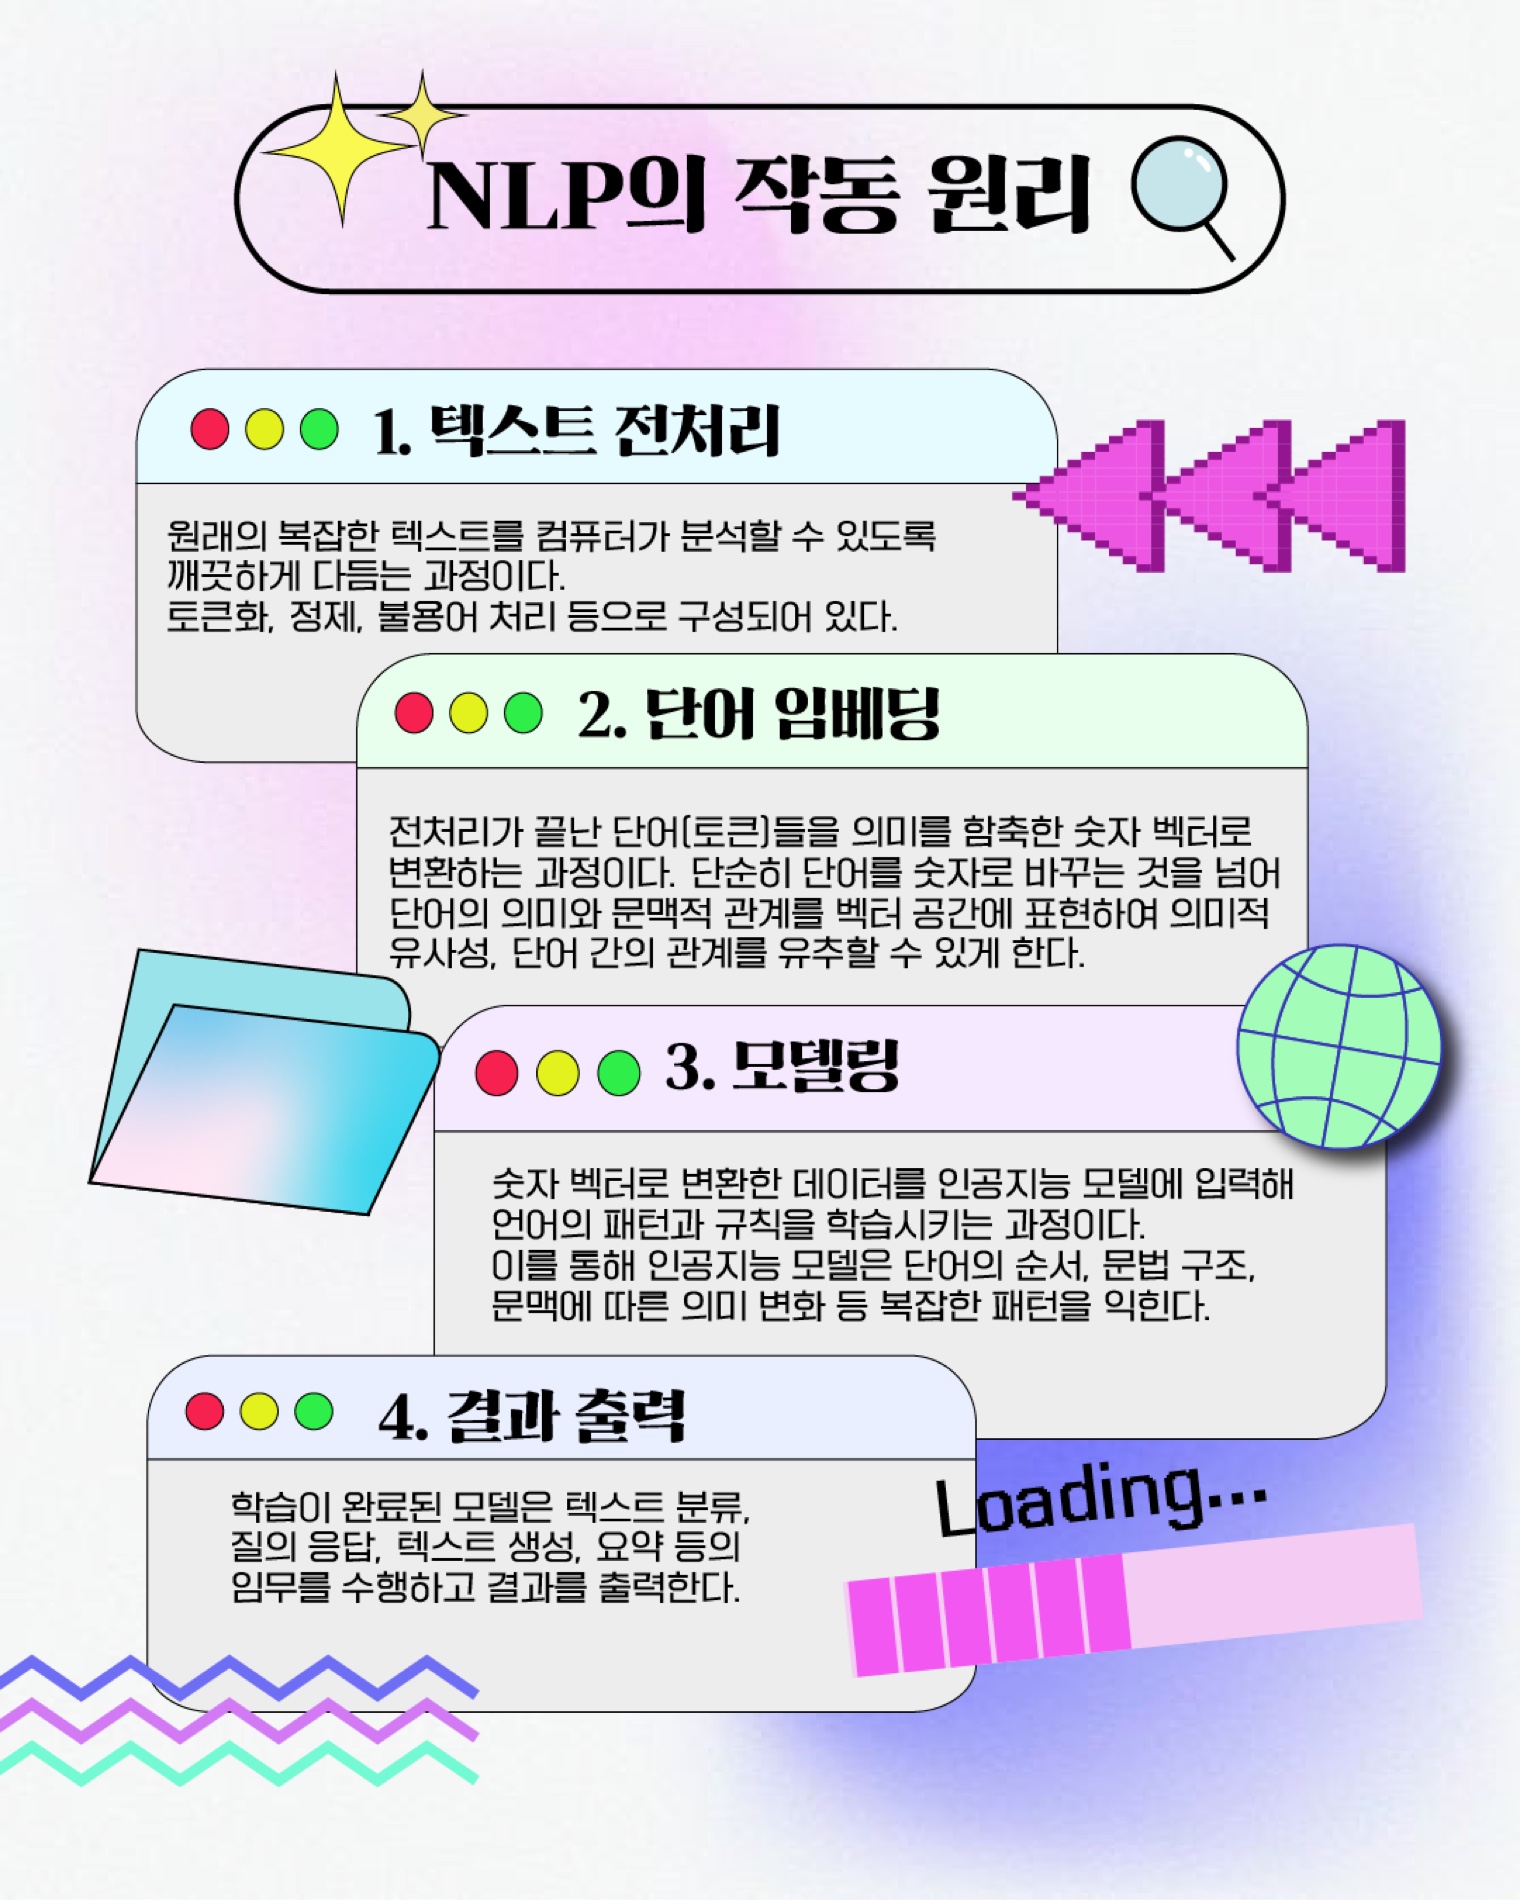 NLP의 작동 원리
1. 텍스트 전처리
원래의 복잡한 텍스트를 컴퓨터가 분석할 수 있도록
깨끗하게 다듬는 과정이다.
토큰화, 정제, 불용어 처리 등으로 구성되어 있다.
2. 단어 임베딩
전처리가 끝난 단어(토큰)들을 의미를 함축한 숫자 벡터로
변환하는 과정이다. 단순히 단어를 숫자로 바꾸는 것을 넘어
단어의 의미와 문맥적 관계를 벡터 공간에 표현하여 의미적
유사성, 단어 간의 관계를 유추할 수 있게 한다.
3. 모델링
숫자 벡터로 변환한 데이터를 인공지능 모델에 입력해
언어의 패턴과 규칙을 학습시키는 과정이다.
이를 통해 인공지능 모델은 단어의 순서, 문법 구조,
문맥에 따른 의미 변화 등 복잡한 패턴을 익힌다.
4. 결과 출력
학습이 완료된 모델은 텍스트 분류,
질의 응답, 텍스트 생성, 요약 등의
임무를 수행하고 결과를 출력한다.
Loading...